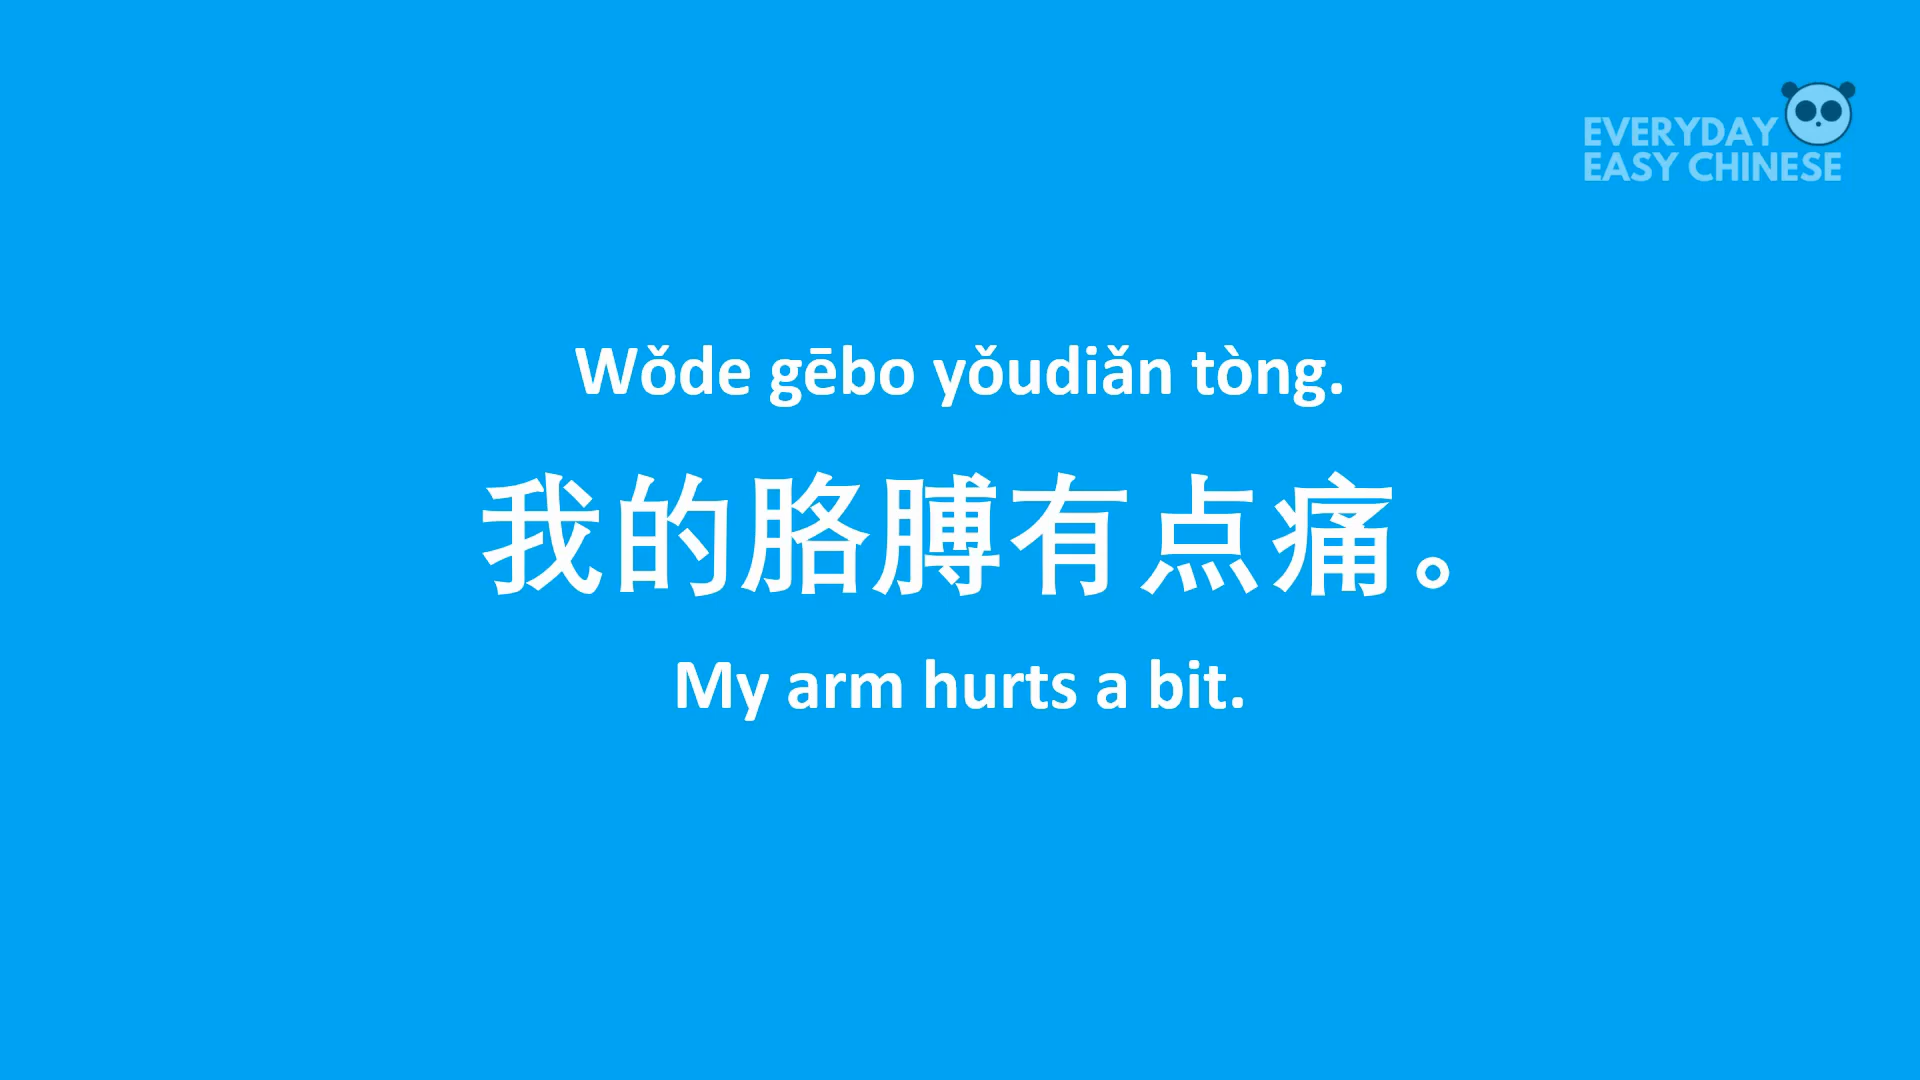 EVERYDAY
EASY CHINESE
Wǒde gēbo yǒudiǎn tòng.
我的胳膊有点痛。
My arm hurts a bit.